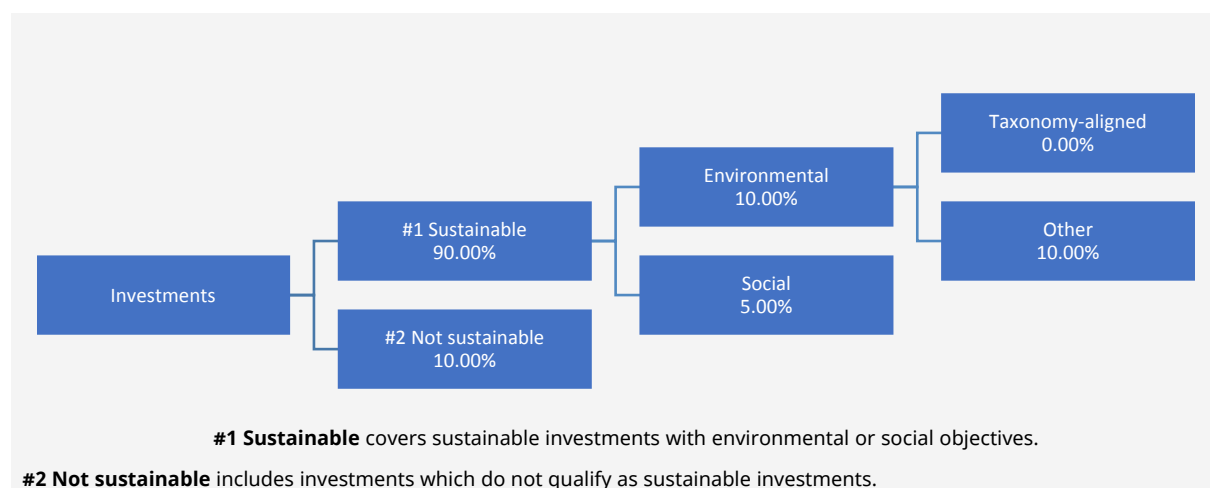 Investments
#1 Sustainable
90.00%
#2 Not sustainable
10.00%
Environmental
10.00%
Social
5.00%
Taxonomy-aligned
0.00%
Other
10.00%
#1 Sustainable covers sustainable investments with environmental or social objectives.
#2 Not sustainable includes investments which do not qualify as sustainable investments.